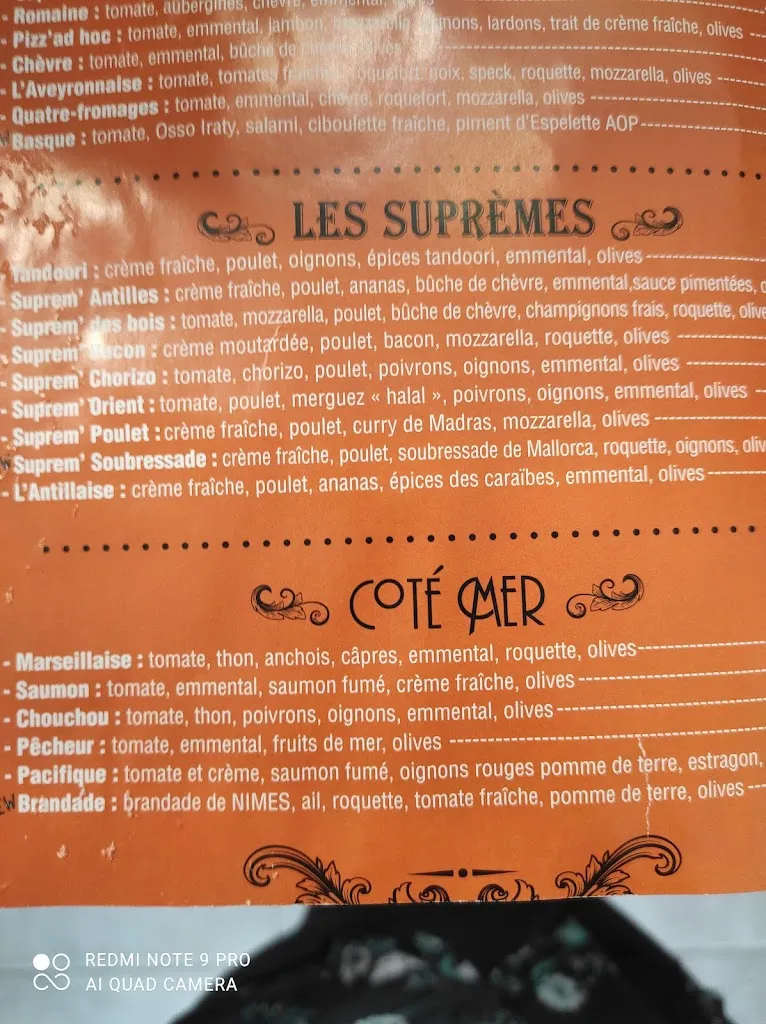 - Romaine : tomate, aubergines, chèvre, emmental, olives
- Pizz'ad hoc : tomate, emmental, jambon, oignons, lardons, trait de crème fraîche, olives
- Chèvre : tomate, emmental, bûche de
- L'Aveyronnaise : tomate, tomates fraîches, roquefort, noix, speck, roquette, mozzarella, olives
- Quatre-fromages : tomate, emmental, chèvre, roquefort, mozzarella, olives
Basque : tomate, Osso Iraty, salami, ciboulette fraîche, piment d'Espelette AOP
LES SUPRÈMES
- Tandoori : crème fraîche, poulet, oignons, épices tandoori, emmental, olives
- Suprem' Antilles : crème fraîche, poulet, ananas, bûche de chèvre, emmental,sauce pimentées,
- Suprem' des bois : tomate, mozzarella, poulet, bûche de chèvre, champignons frais, roquette, olive
- Suprem' Bacon : crème moutardée, poulet, bacon, mozzarella, roquette, olives
- Suprem' Chorizo : tomate, chorizo, poulet, poivrons, oignons, emmental, olives
- Suprem' Orient : tomate, poulet, merguez « halal », poivrons, oignons, emmental, olives
- Suprem' Poulet : crème fraîche, poulet, curry de Madras, mozzarella, olives
Suprem' Soubressade : crème fraîche, poulet, soubressade de Mallorca, roquette, oignons, oliv
- L'Antillaise : crème fraîche, poulet, ananas, épices des caraïbes, emmental, olives
COTÉ MER
- Marseillaise : tomate, thon, anchois, câpres, emmental, roquette, olives
- Saumon : tomate, emmental, saumon fumé, crème fraîche, olives
- Chouchou : tomate, thon, poivrons, oignons, emmental, olives
- Pêcheur : tomate, emmental, fruits de mer, olives
- Pacifique : tomate et crème, saumon fumé, oignons rouges pomme de terre, estragon,
Brandade : brandade de NIMES, ail, roquette, tomate fraîche, pomme de terre, olives
REDMI NOTE 9 PRO
AI QUAD CAMERA